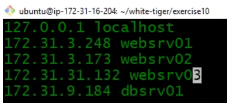 ubuntu@ip-172-31-16-204: ~/white-tiger/exercise10
127.0.0.1 localhost
172.31.3.248 websrv01
172.31.3.173 websrv02
172.31.31.132 websrv03
172.31.9.184 dbsrv01